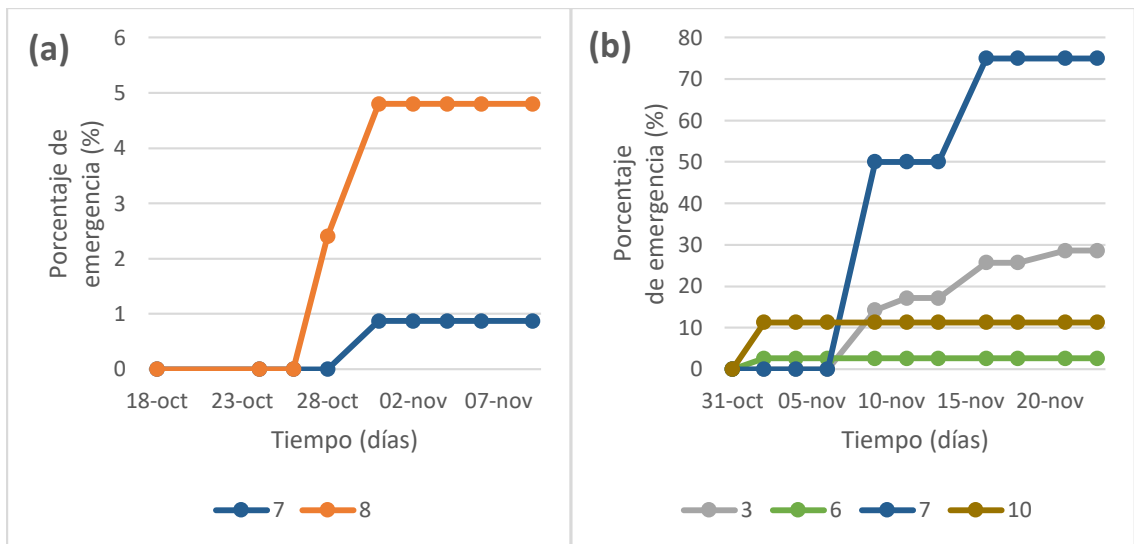 (a)
Porcentaje de
emergencia (%)
6
5
4
3
2
1
0
18-oct 23-oct 28-oct 02-nov 07-nov
Tiempo (días)
7 8
(b)
Porcentaje
de emergencia (%)
80
70
60
50
40
30
20
10
0
31-oct 05-nov 10-nov 15-nov 20-nov
Tiempo (días)
3 6 7 10